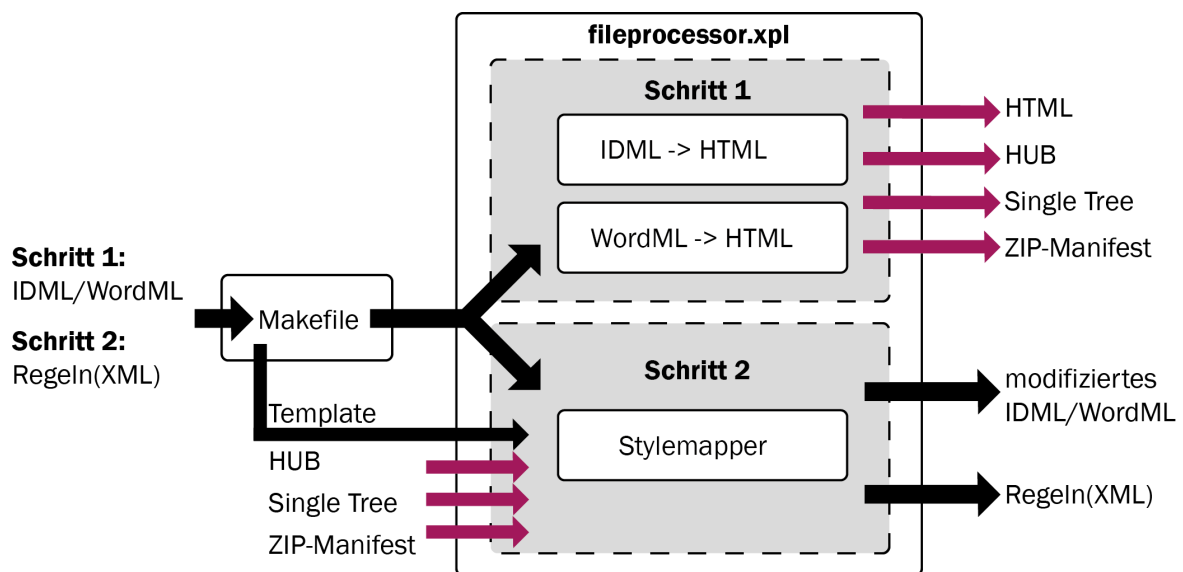 fileprocessor.xpl
Schritt 1
IDML -> HTML
WordML -> HTML
HTML
HUB
Single Tree
ZIP-Manifest
Schritt 1:
IDML/WordML
Schritt 2:
Regeln(XML)
Makefile
Template
HUB
Single Tree
ZIP-Manifest
Schritt 2
Stylemapper
modifiziertes
IDML/WordML
Regeln(XML)